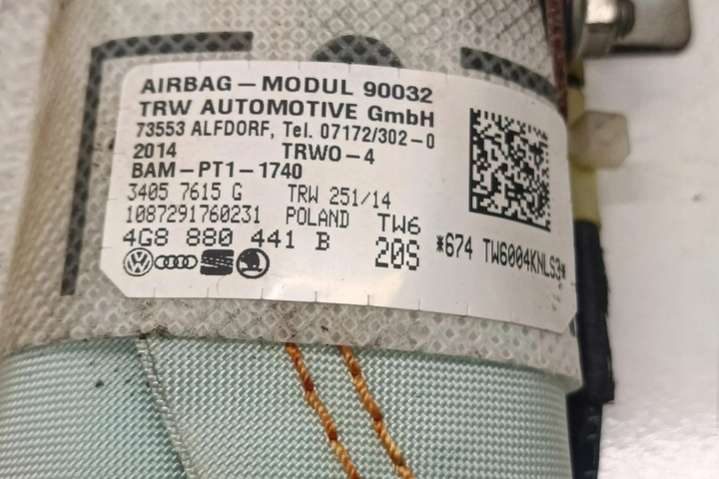 AIRBAG-MODUL 90032
TRW AUTOMOTIVE GmbH
73553 ALFDORF, Tel. 07172/302-0
2014 TRWO-4
BAM-PT1-1740
3405 7615 G TRW 251/14
1087291760231 POLAND TW6
4G8 880 441 B 20S *674 TW6004KNLS3*